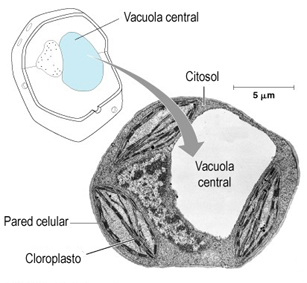 Vacuola central
Citosol
5 µm
Vacuola
central
Pared celular
Cloroplasto